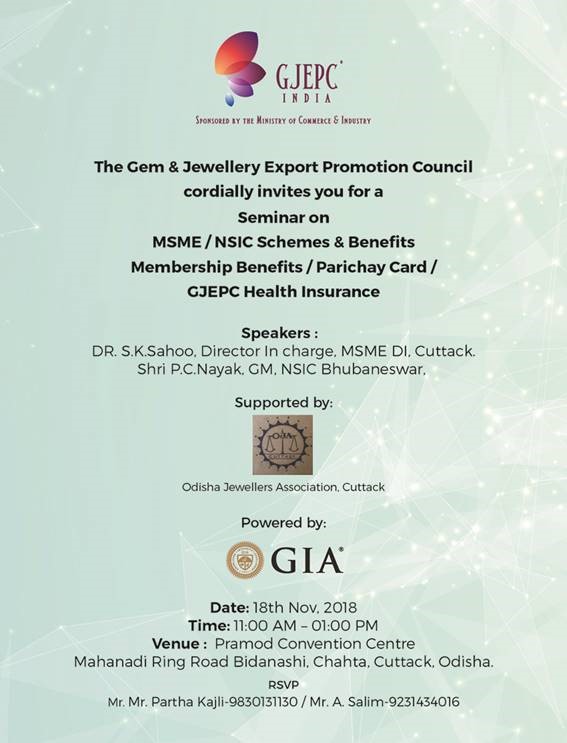 GJEPC
INDIA
SPONSORED BY THE MINISTRY OF COMMERCE & INDUSTRY
The Gem & Jewellery Export Promotion Council
cordially invites you for a
Seminar on
MSME / NSIC Schemes & Benefits
Membership Benefits / Parichay Card /
GJEPC Health Insurance
Speakers :
DR. S.K.Sahoo, Director In charge, MSME DI, Cuttack.
Shri P.C.Nayak, GM, NSIC Bhubaneswar,
Supported by:
OJA
Odisha Jewellers Association, Cuttack
Powered by:
GIA®
Date: 18th Nov, 2018
Time: 11:00 AM – 01:00 PM
Venue : Pramod Convention Centre
Mahanadi Ring Road Bidanashi, Chahta, Cuttack, Odisha.
RSVP
Mr. Mr. Partha Kajli-9830131130 / Mr. A. Salim-9231434016